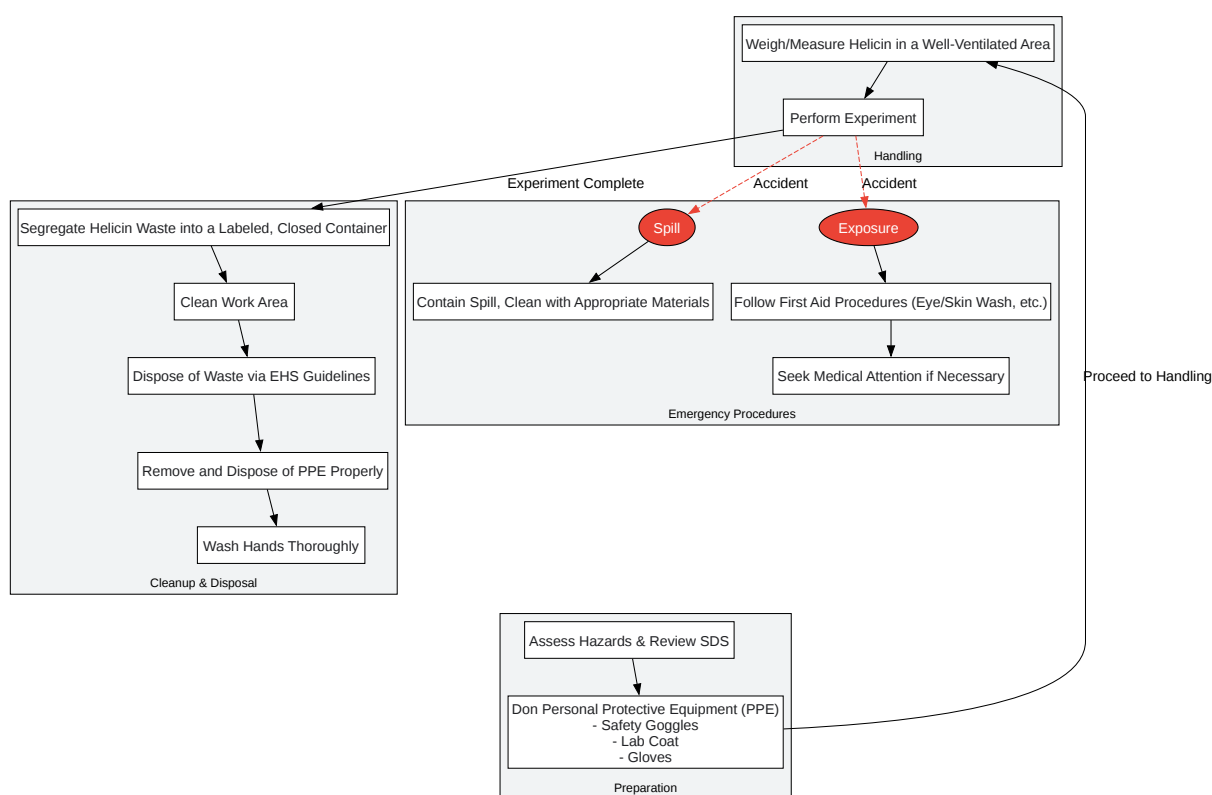 Weigh/Measure Helicin in a Well-Ventilated Area
Perform Experiment
Handling
Experiment Complete
Accident
Accident
Segregate Helicin Waste into a Labeled, Closed Container
Spill
Exposure
Clean Work Area
Contain Spill, Clean with Appropriate Materials
Follow First Aid Procedures (Eye/Skin Wash, etc.)
Dispose of Waste via EHS Guidelines
Seek Medical Attention if Necessary
Proceed to Handling
Emergency Procedures
Remove and Dispose of PPE Properly
Wash Hands Thoroughly
Cleanup & Disposal
Assess Hazards & Review SDS
Don Personal Protective Equipment (PPE)
- Safety Goggles
- Lab Coat
- Gloves
Preparation